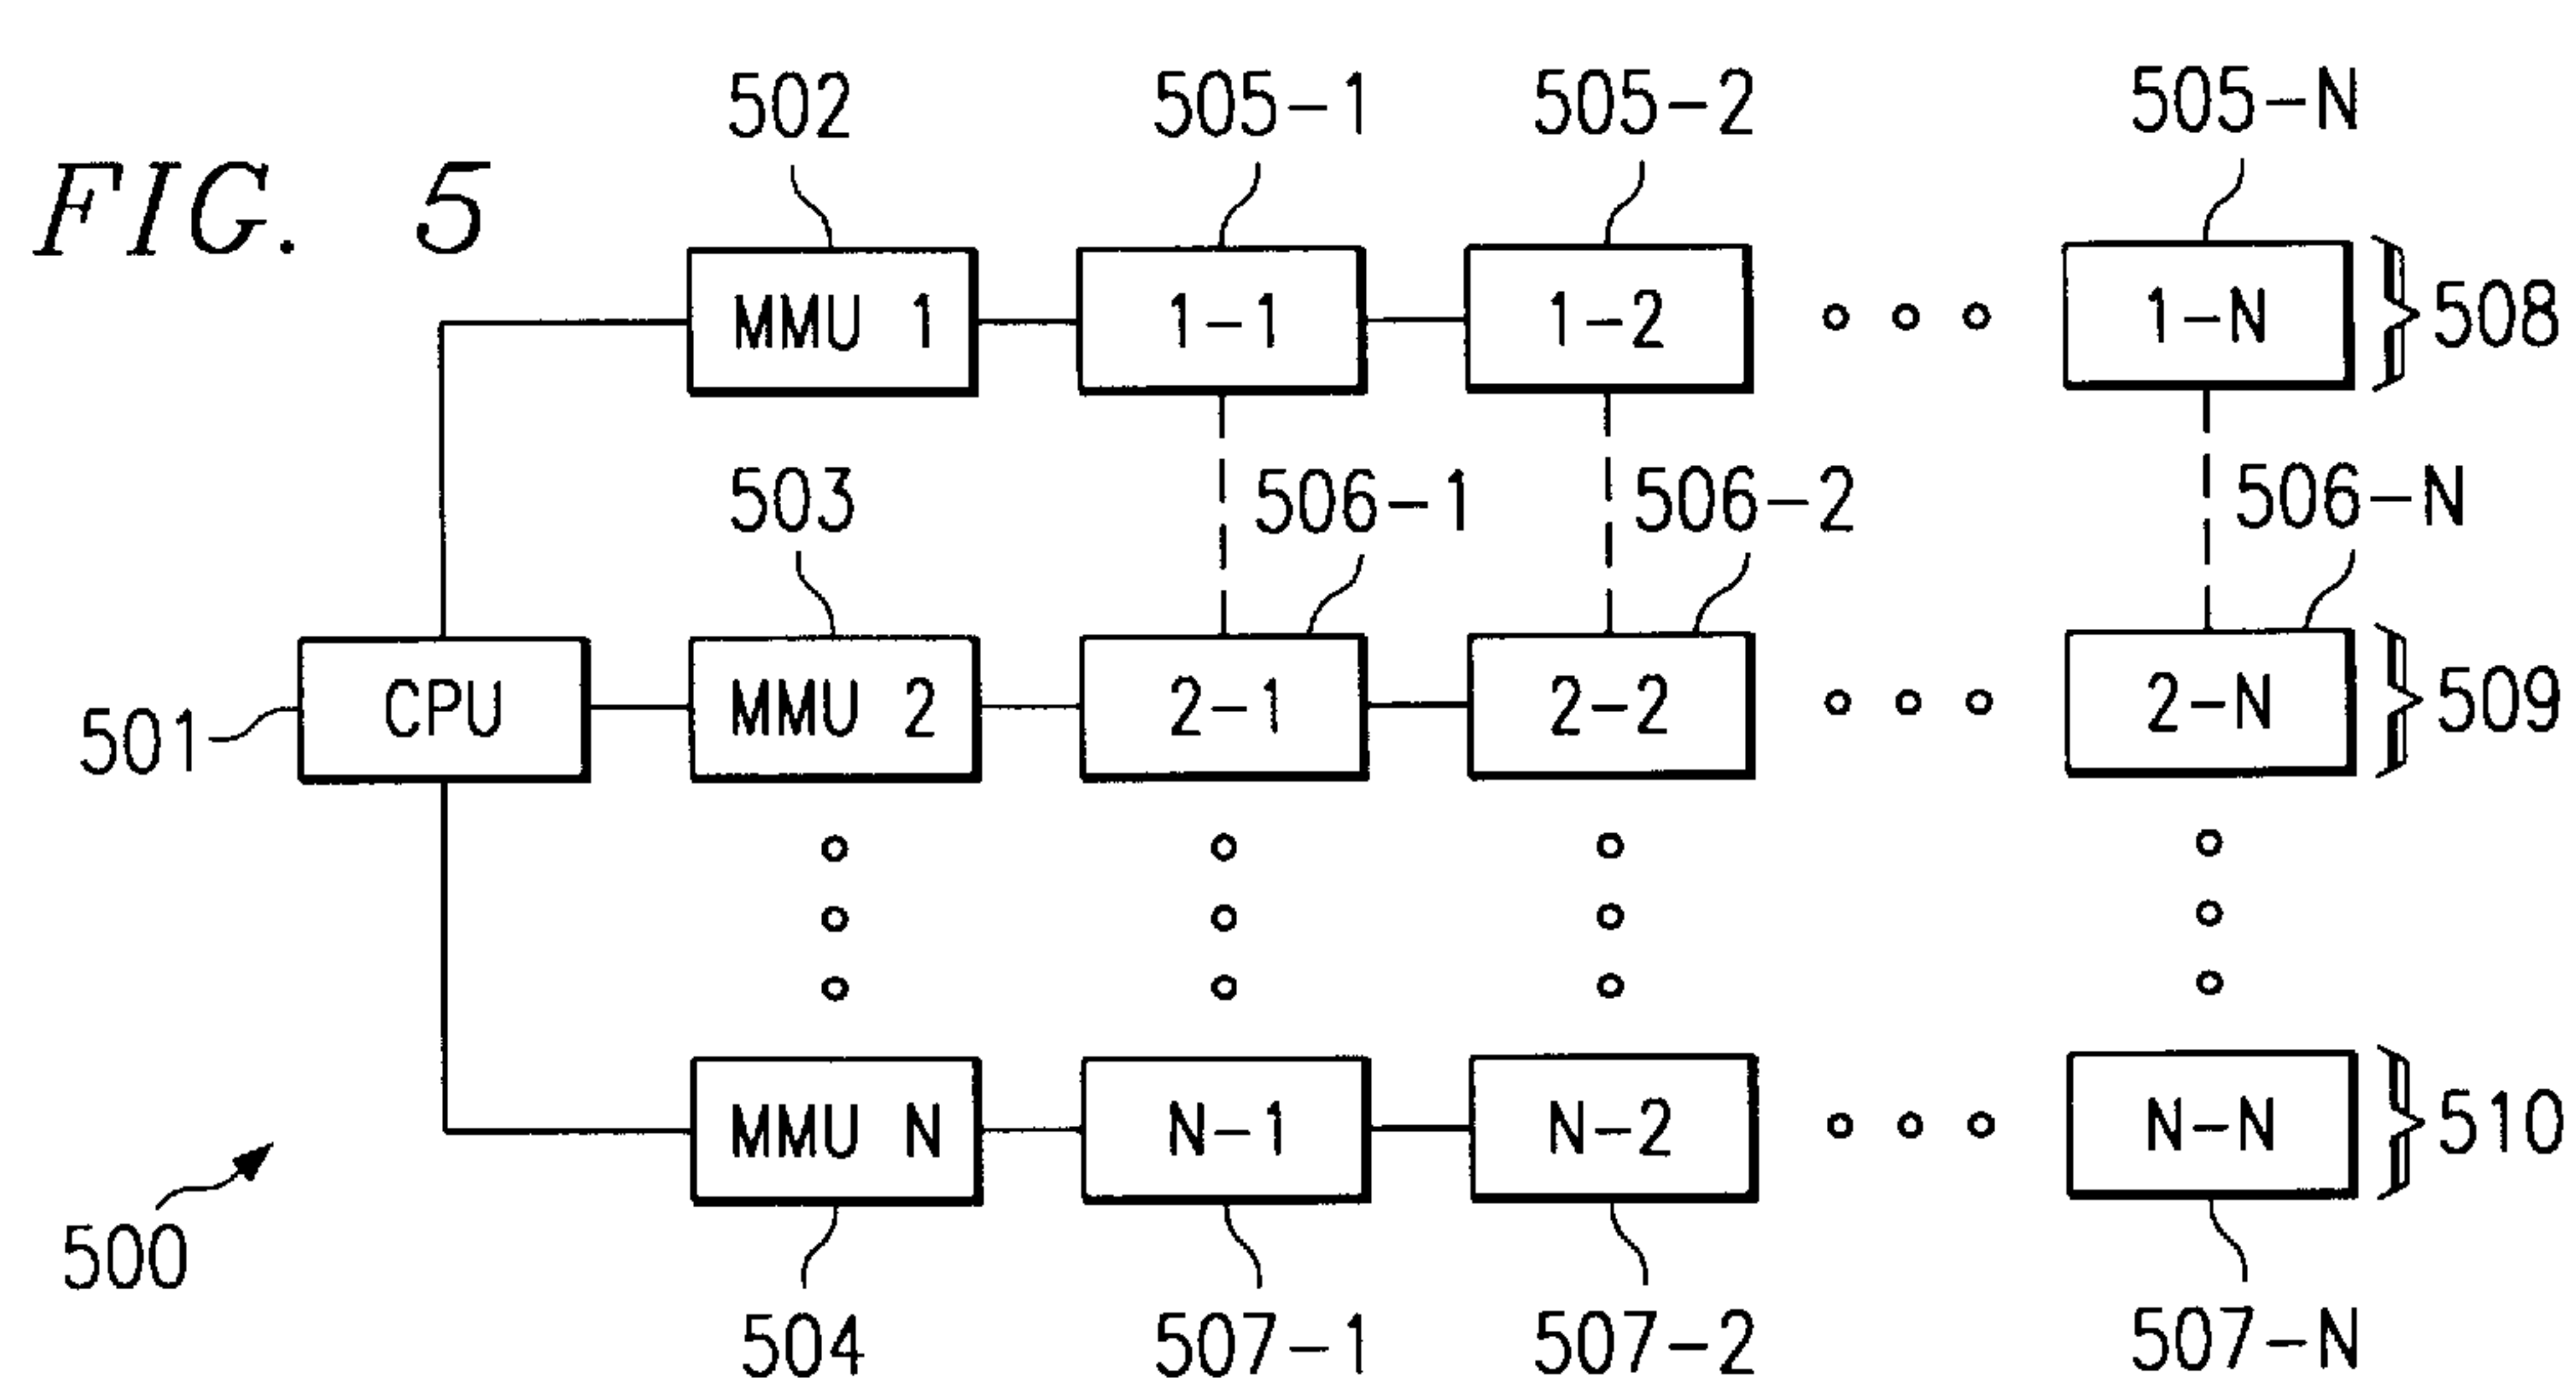 FIG. 5
502 505-1 505-2 505-N
MMU 1 1-1 1-2 1-N 508
503 506-1 506-2 506-N
501 CPU MMU 2 2-1 2-2 2-N 509
MMU N N-1 N-2 N-N 510
500
504 507-1 507-2 507-N